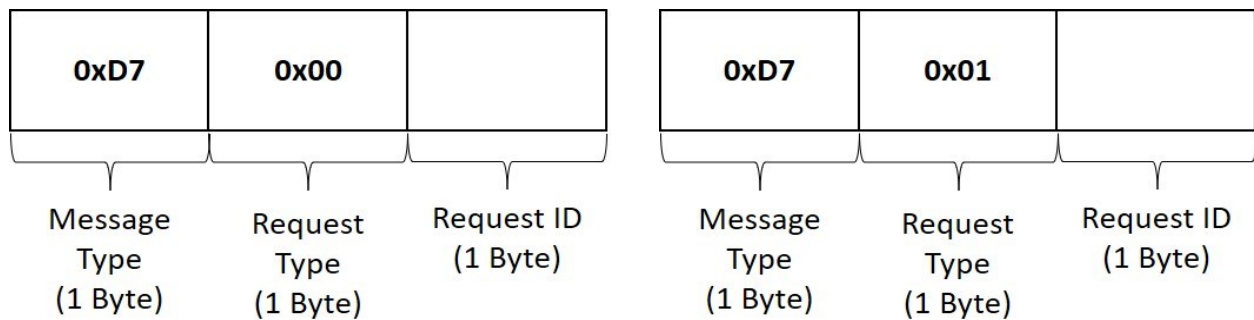 0xD7 0x00 0xD7 0x01
Message
Type
(1 Byte)
Request
Type
(1 Byte)
Request ID
(1 Byte)
Message
Type
(1 Byte)
Request
Type
(1 Byte)
Request ID
(1 Byte)